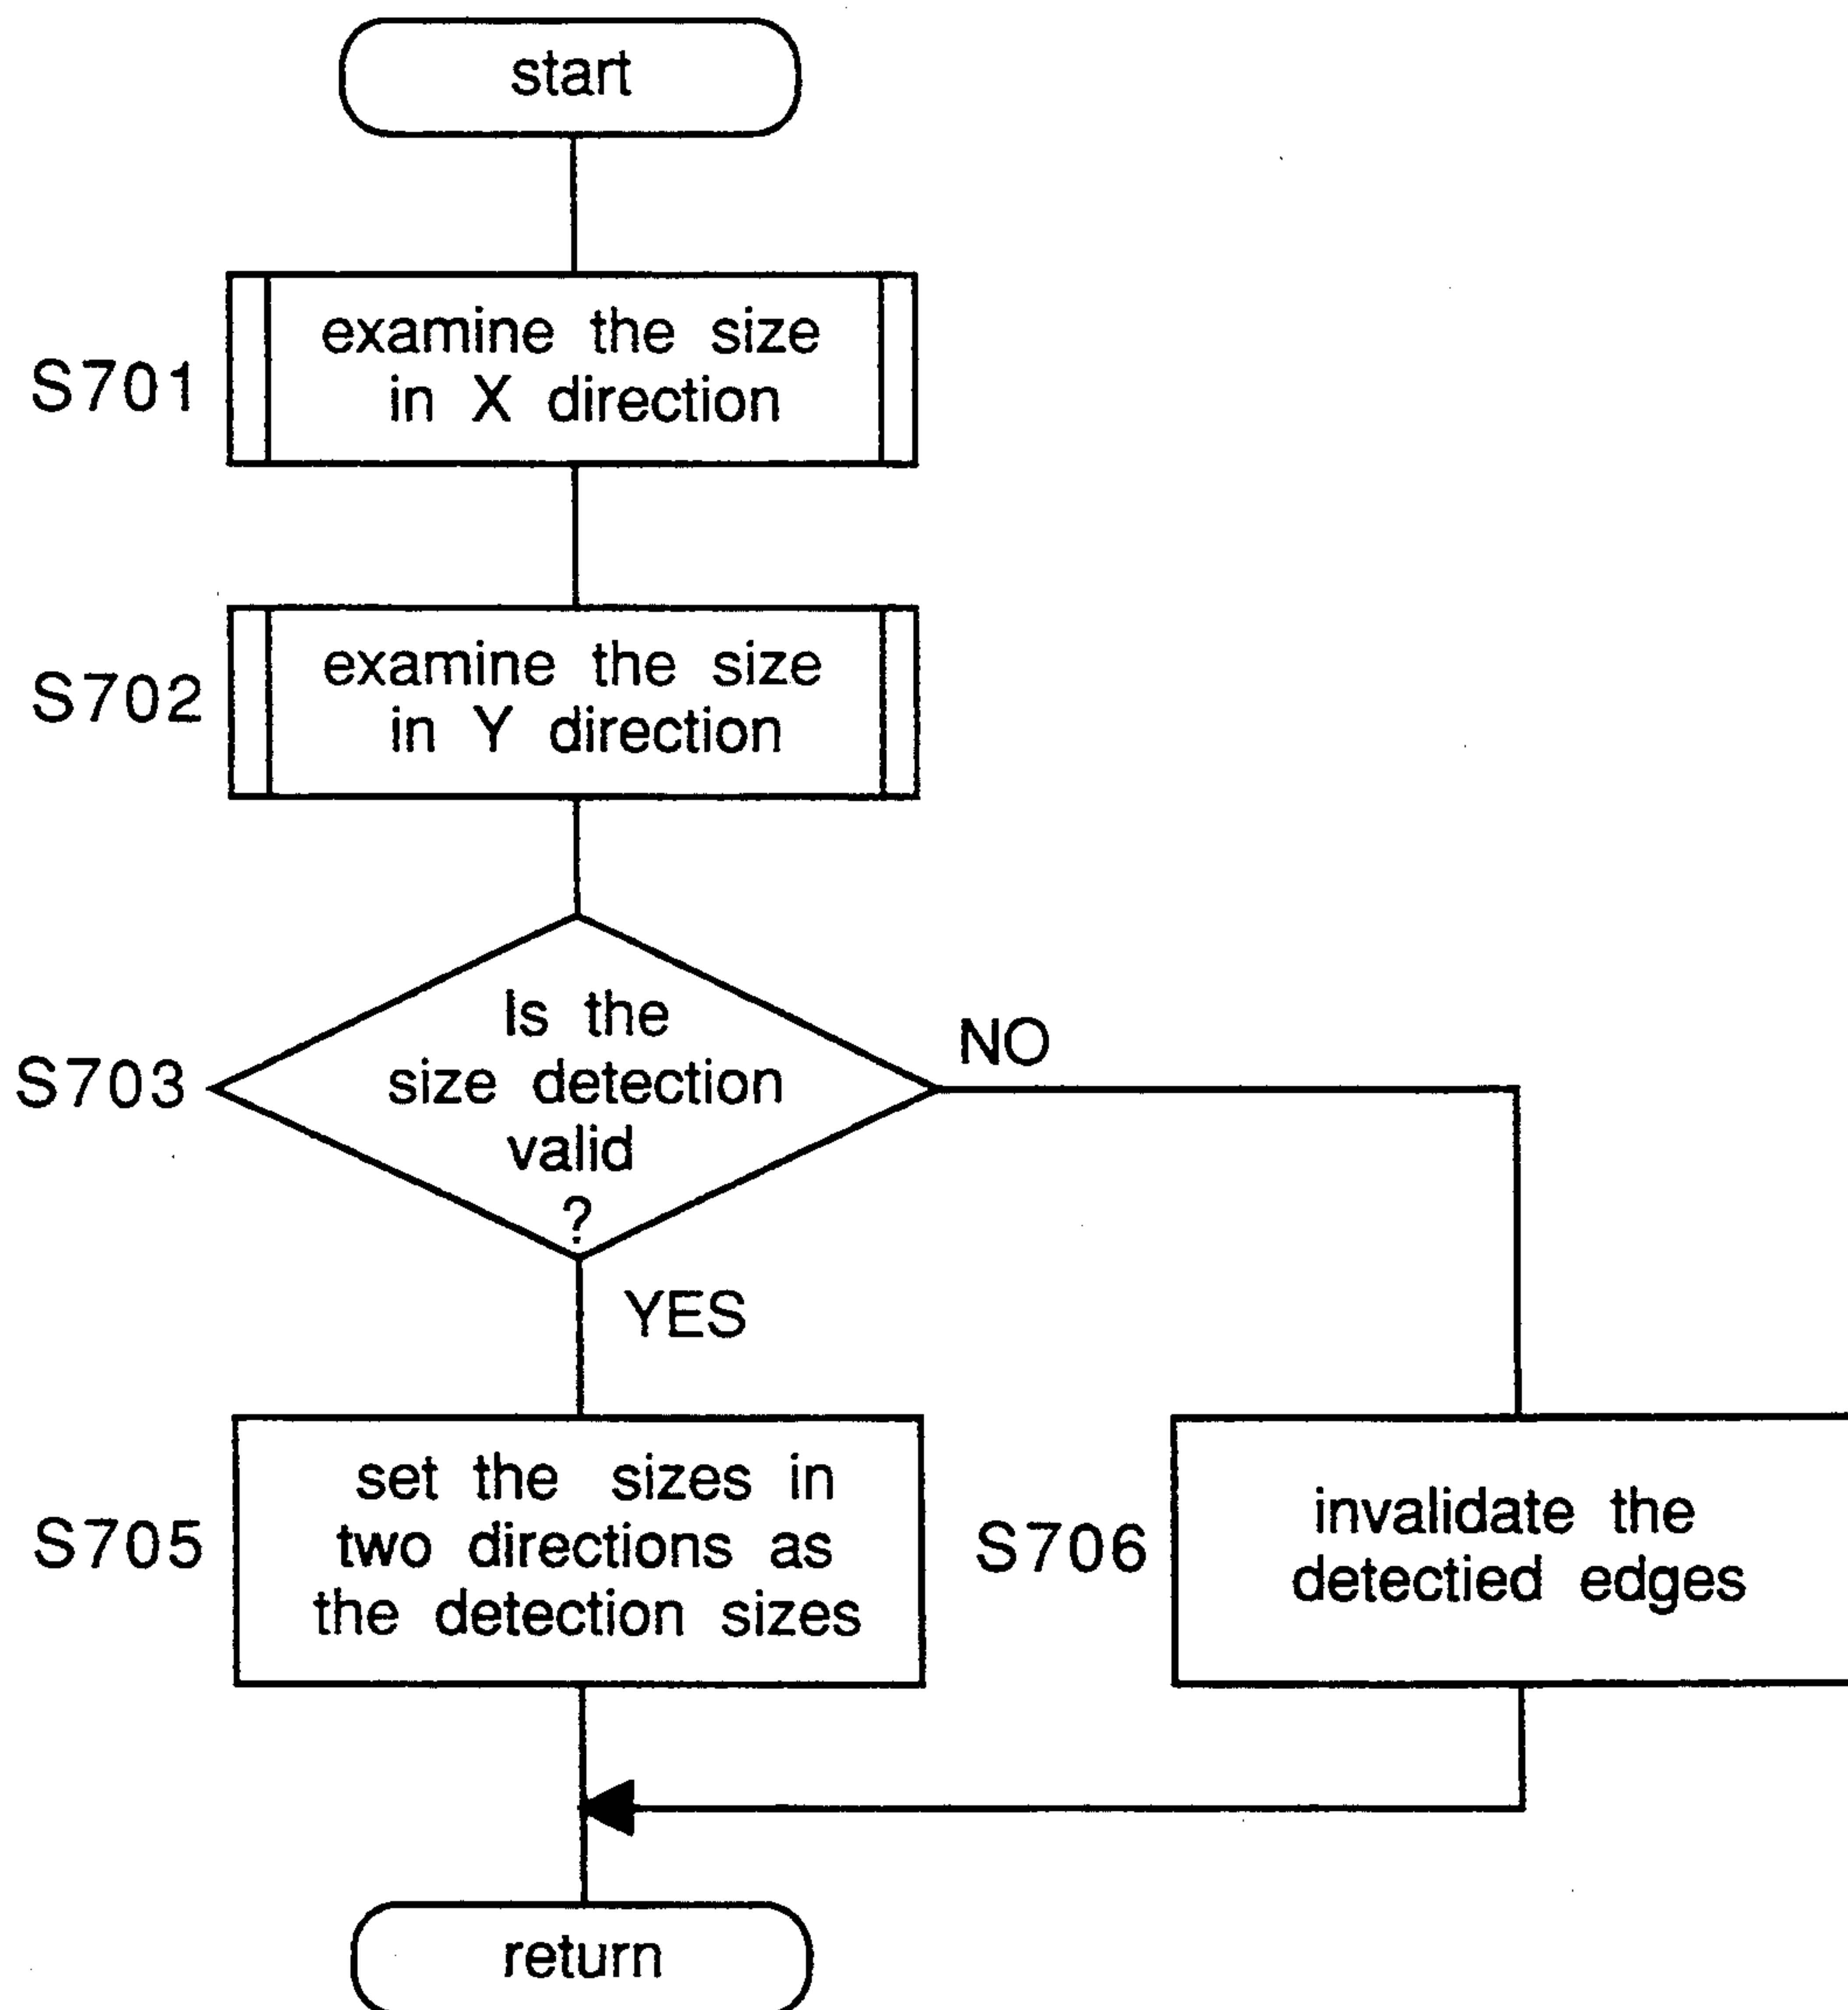 start
S701
examine the size
in X direction
S702
examine the size
in Y direction
S703
Is the
size detection
valid
?
NO
YES
S705
set the sizes in
two directions as
the detection sizes
S706
invalidate the
detectied edges
return